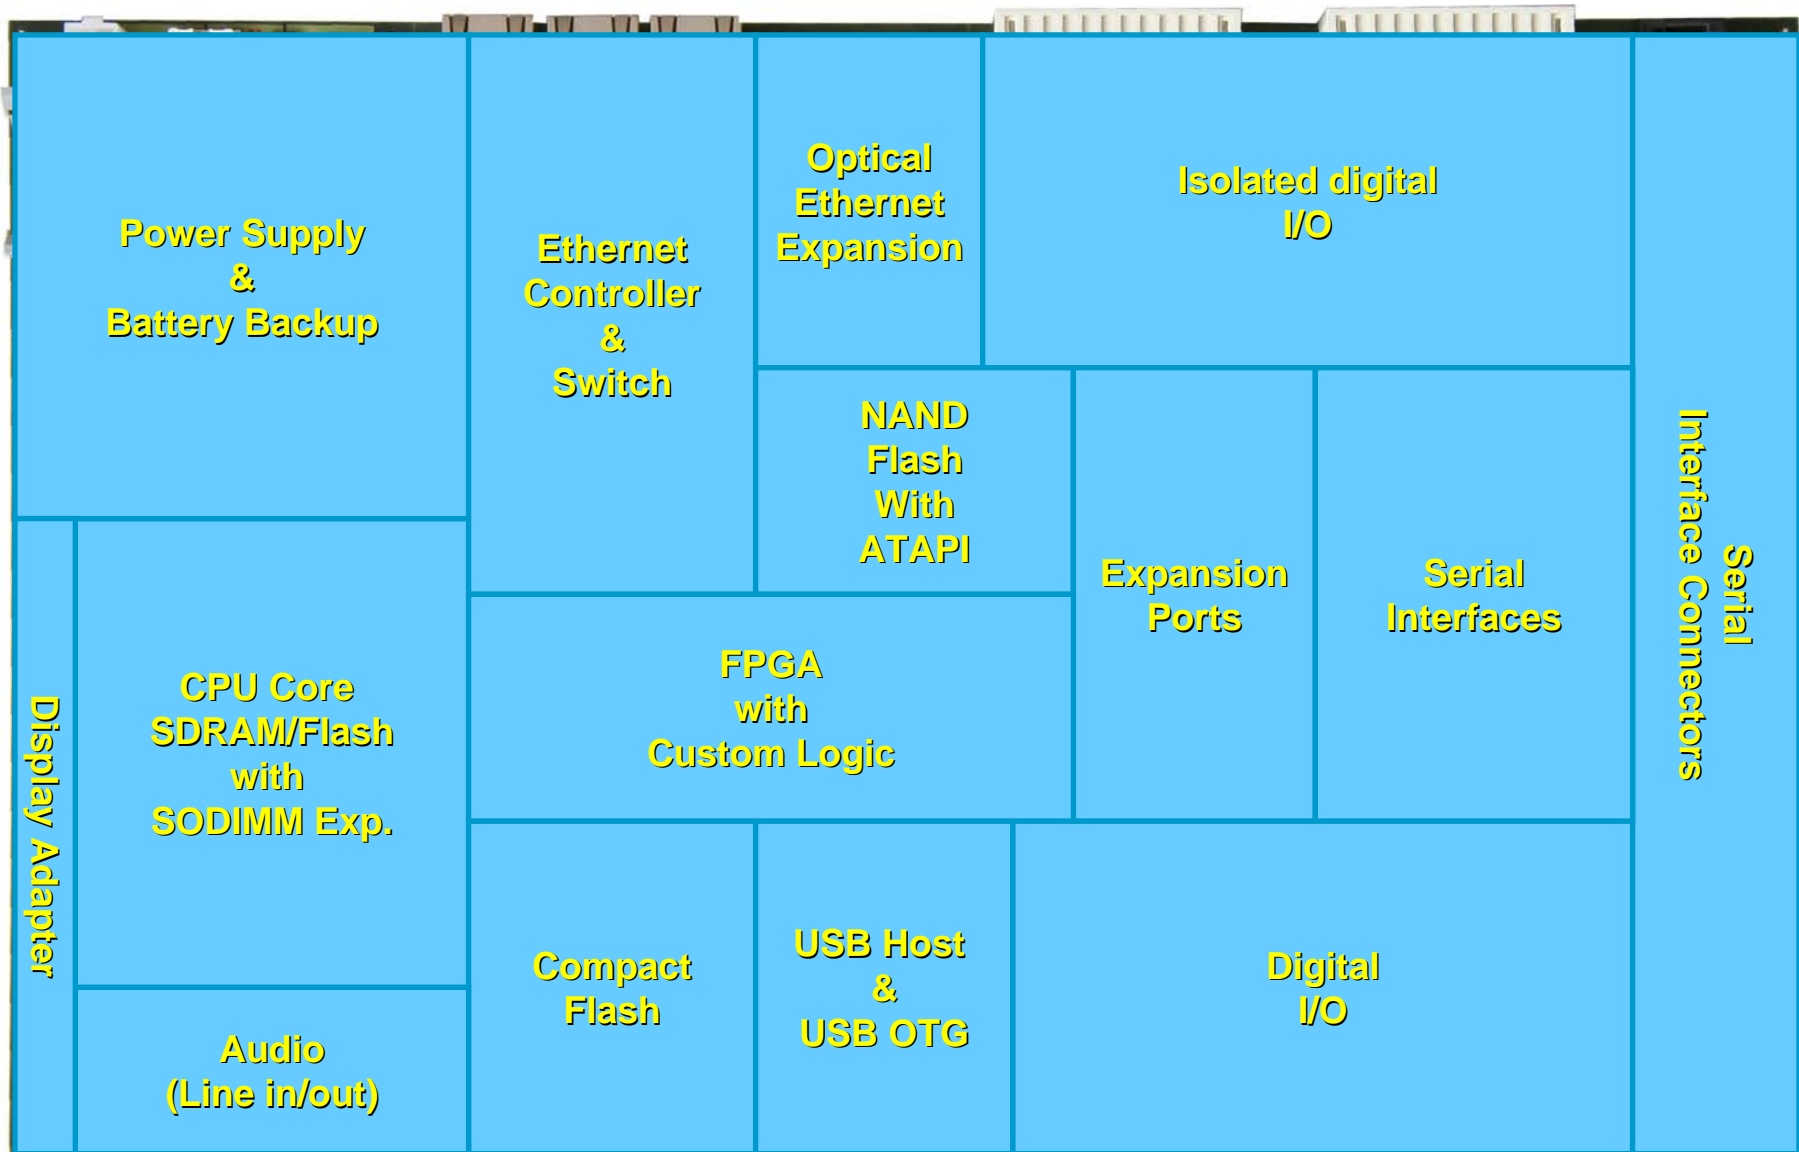 Power Supply
&
Battery Backup
Ethernet
Controller
&
Switch
Optical
Ethernet
Expansion
Isolated digital
I/O
NAND
Flash
With
ATAPI
Expansion
Ports
Serial
Interfaces
Serial
Interface Connectors
Display Adapter
CPU Core
SDRAM/Flash
with
SODIMM Exp.
FPGA
with
Custom Logic
Audio
(Line in/out)
Compact
Flash
USB Host
&
USB OTG
Digital
I/O